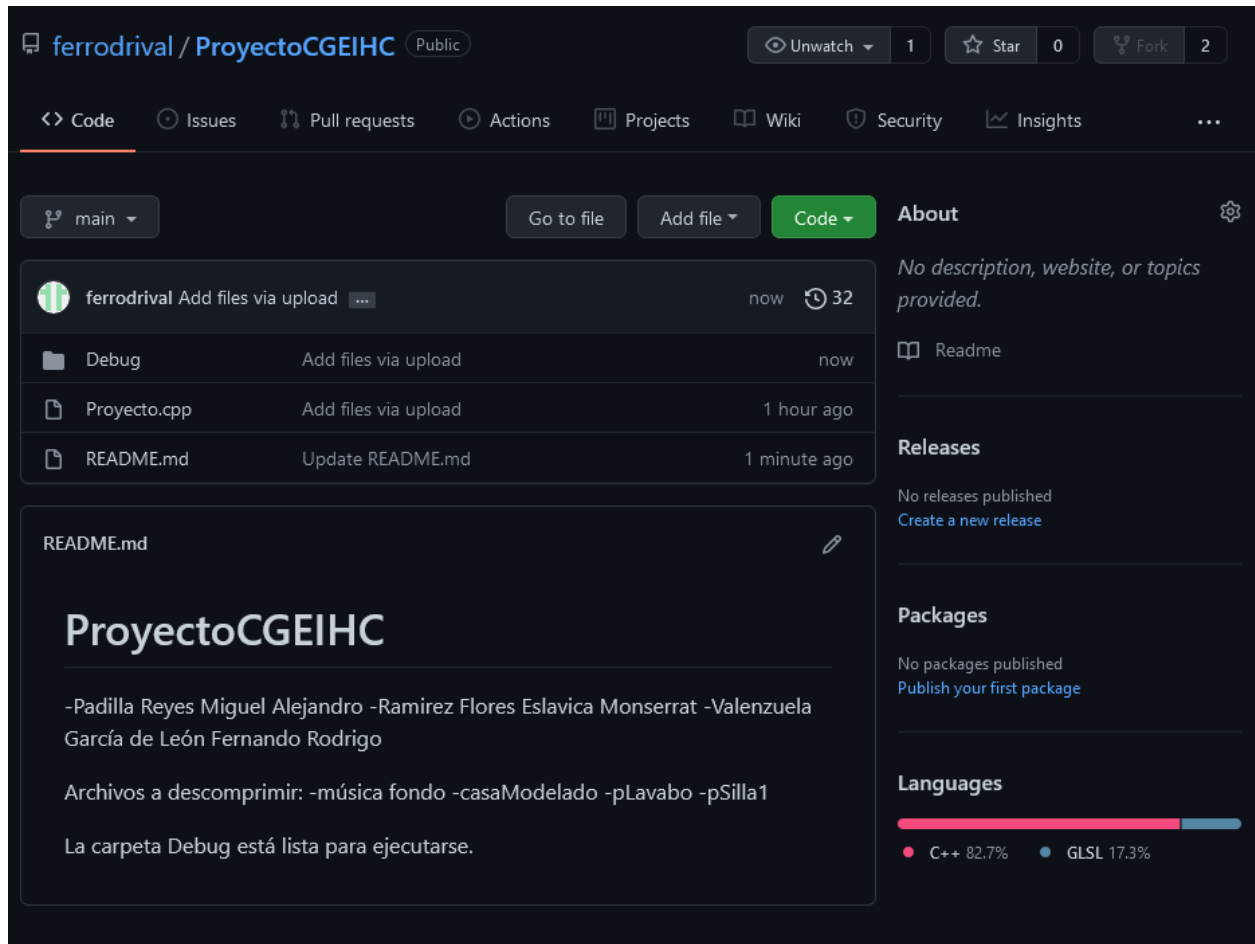 ferrodrival / ProyectoCGEIHC Public
Unwatch 1 Star 0 Fork 2
Code Issues Pull requests Actions Projects Wiki Security Insights ...
main Go to file Add file Code
ferrodrival Add files via upload ... now 32
Debug Add files via upload now
Proyecto.cpp Add files via upload 1 hour ago
README.md Update README.md 1 minute ago
README.md
ProyectoCGEIHC
-Padilla Reyes Miguel Alejandro -Ramirez Flores Eslavica Monserrat -Valenzuela
García de León Fernando Rodrigo
Archivos a descomprimir: -música fondo -casaModelado -pLavabo -pSilla1
La carpeta Debug está lista para ejecutarse.
About
No description, website, or topics
provided.
Readme
Releases
No releases published
Create a new release
Packages
No packages published
Publish your first package
Languages
C++ 82.7% GLSL 17.3%